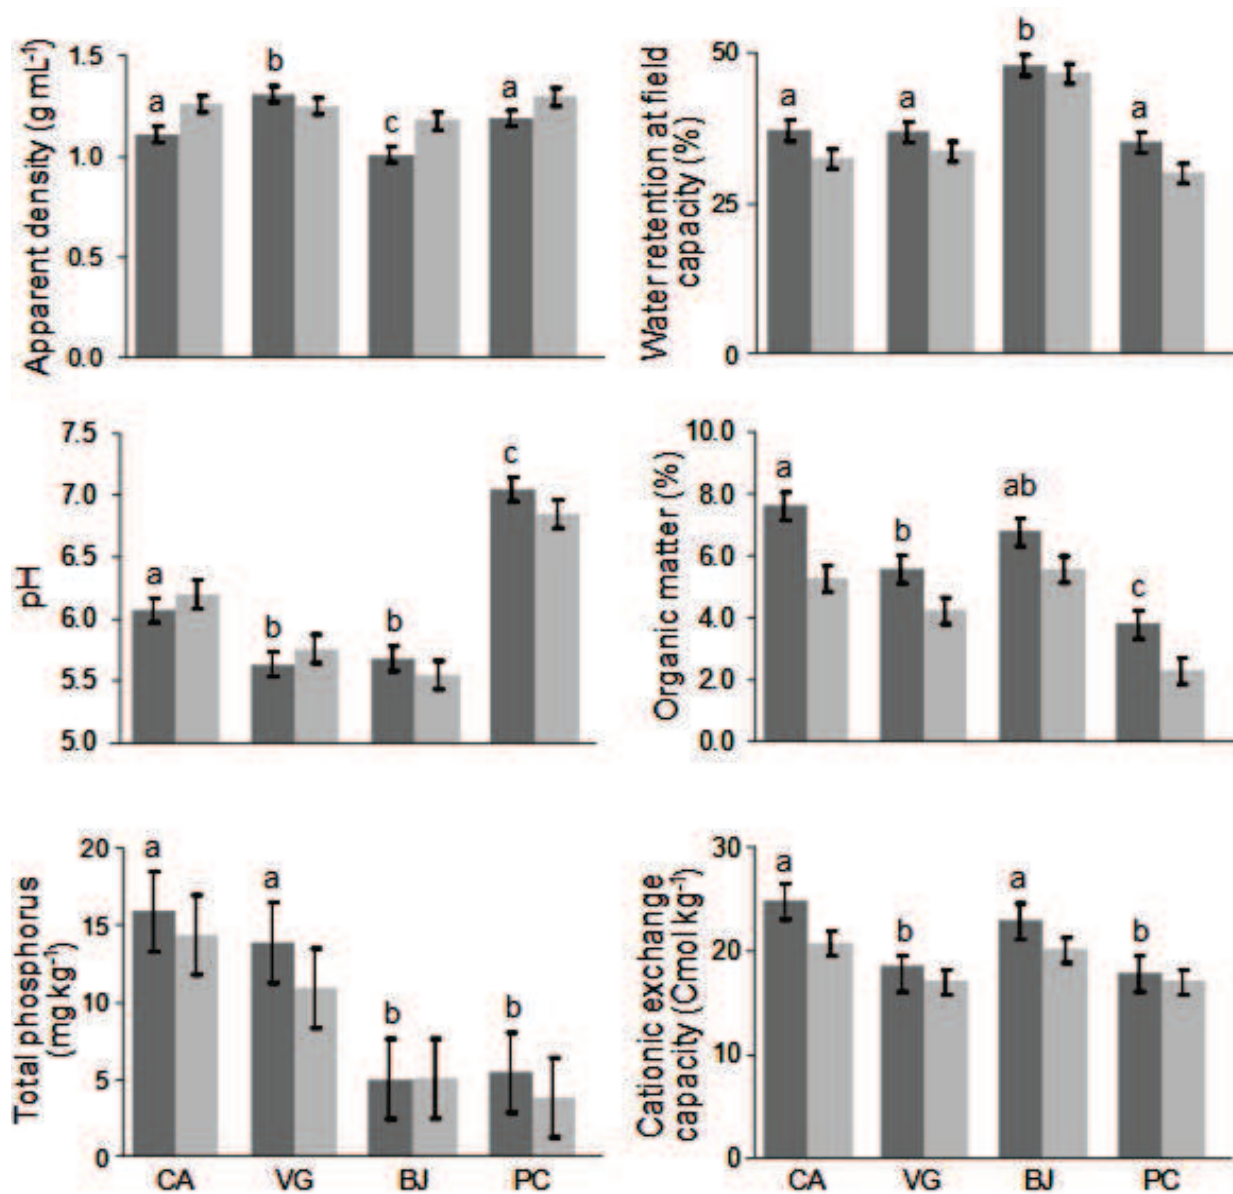 Apparent density (g mL-1)
1.5
1.0
0.5
0.0
a
b
c
a
Water retention at field
capacity (%)
50
25
0
a
a
b
a
pH
7.5
7.0
6.5
6.0
5.5
5.0
a
b
b
c
Organic matter (%)
10.0
8.0
6.0
4.0
2.0
0.0
a
b
ab
c
Total phosphorus
(mg kg-1)
20
15
10
5
0
a
a
b
b
CA VG BJ PC
Cationic exchange
capacity (Cmol kg-1)
30
20
10
0
a
b
a
b
CA VG BJ PC